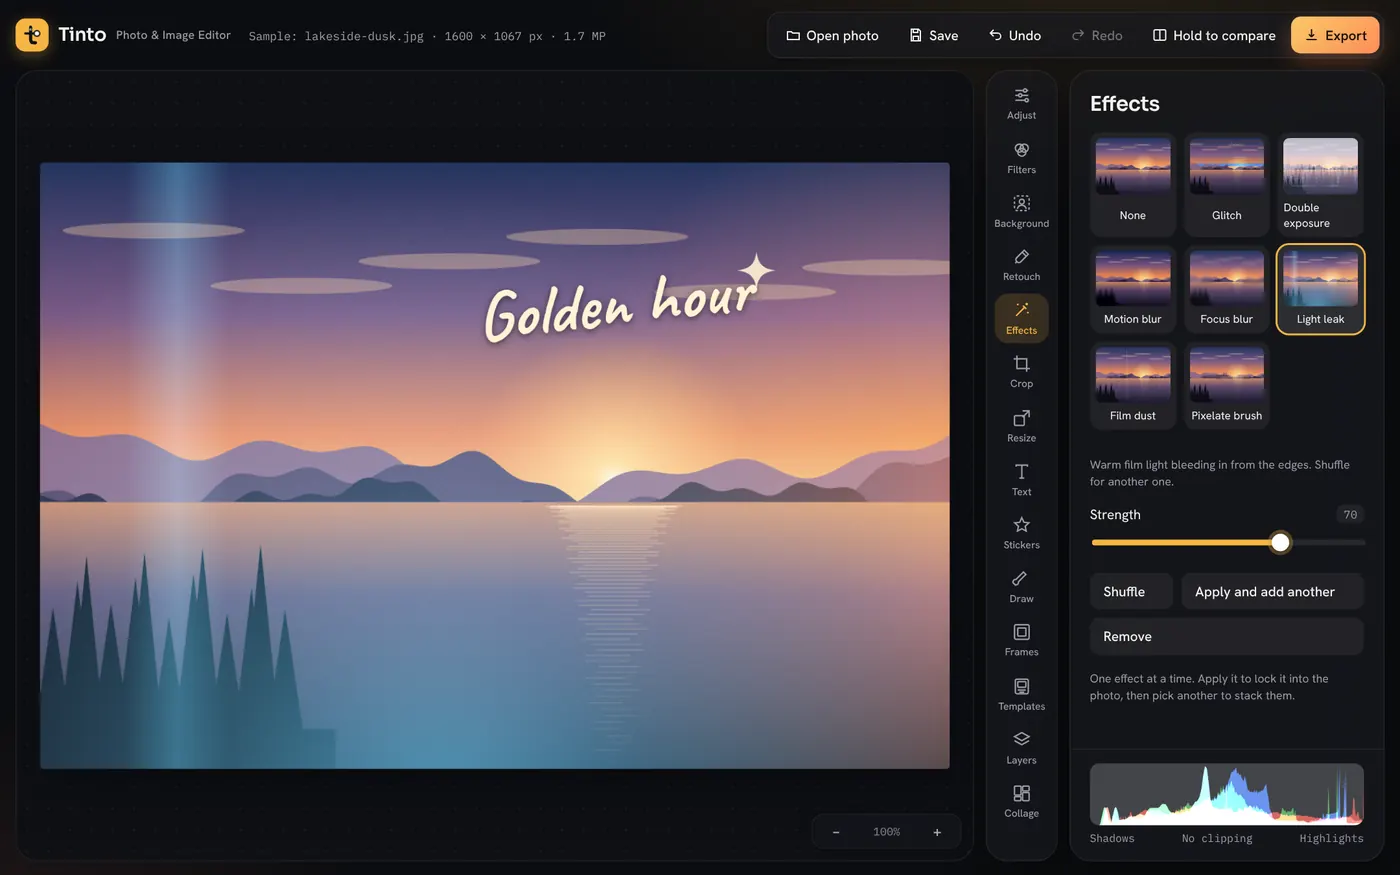 Tinto Photo & Image Editor Sample: lakeside-dusk.jpg · 1600 × 1067 px · 1.7 MP
Open photo Save Undo Redo Hold to compare Export
Golden hour
− 100% +
Adjust
Filters
Background
Retouch
Effects
Crop
Resize
Text
Stickers
Draw
Frames
Templates
Layers
Collage
Effects
None Glitch Double
exposure
Motion blur Focus blur Light leak
Film dust Pixelate brush
Warm film light bleeding in from the edges. Shuffle
for another one.
Strength 70
Shuffle Apply and add another
Remove
One effect at a time. Apply it to lock it into the
photo, then pick another to stack them.
Shadows No clipping Highlights